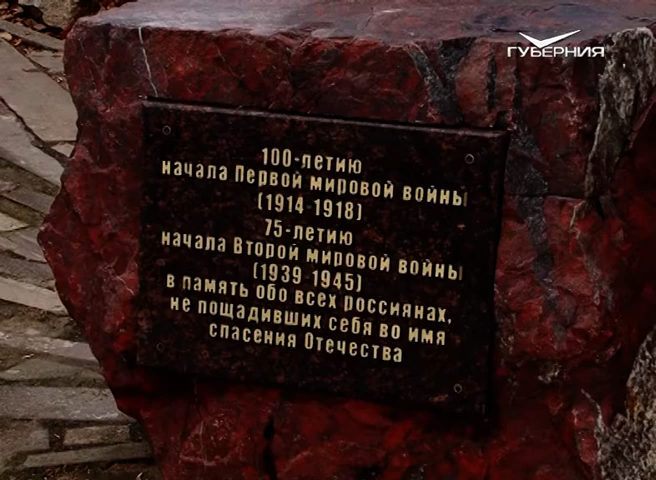 ГУБЕРНИЯ
100-летию
начала Первой мировой войны
(1914-1918)
75-летию
начала Второй мировой войны
(1939-1945)
в память обо всех россиянах,
не пощадивших себя во имя
спасения Отечества